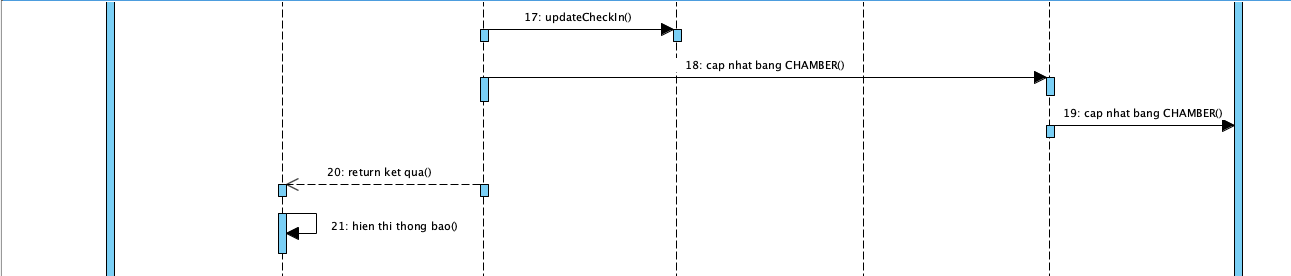 17: updateCheckIn()
18: cap nhat bang CHAMBER()
19: cap nhat bang CHAMBER()
20: return ket qua()
21: hien thi thong bao()